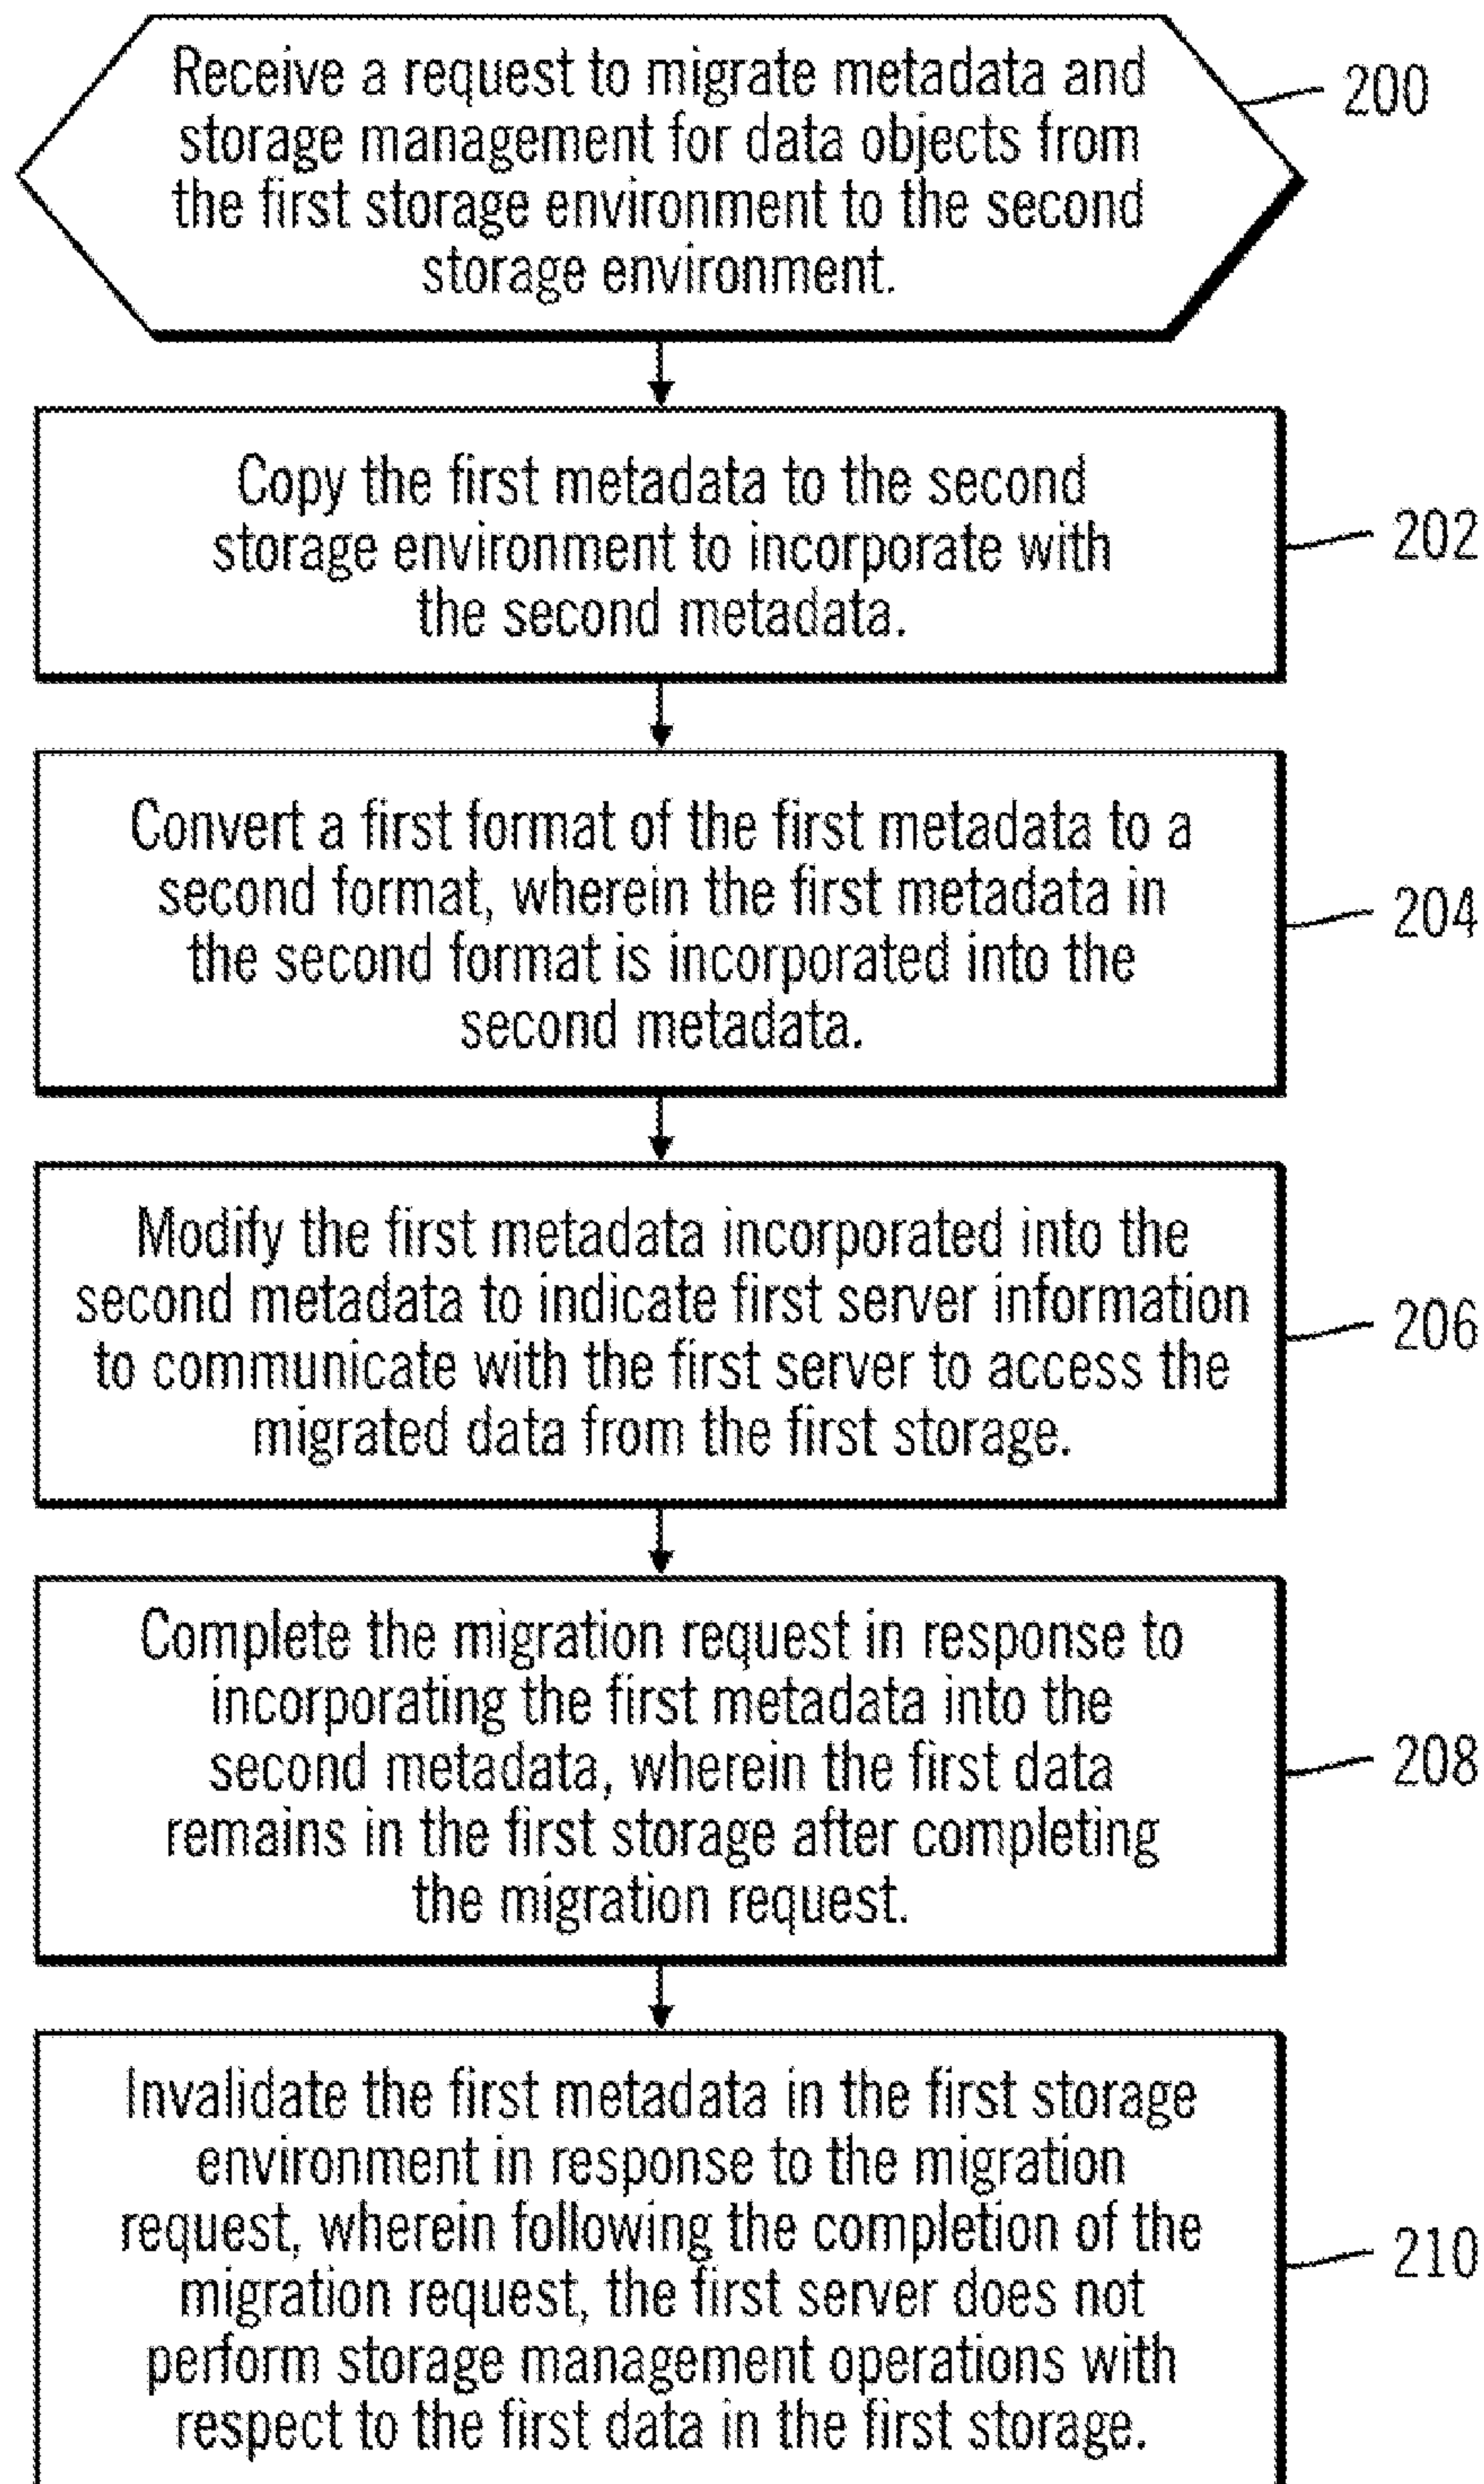 Receive a request to migrate metadata and
storage management for data objects from
the first storage environment to the second
storage environment.
200
Copy the first metadata to the second
storage environment to incorporate with
the second metadata.
202
Convert a first format of the first metadata to a
second format, wherein the first metadata in
the second format is incorporated into the
second metadata.
204
Modify the first metadata incorporated into the
second metadata to indicate first server information
to communicate with the first server to access the
migrated data from the first storage.
206
Complete the migration request in response to
incorporating the first metadata into the
second metadata, wherein the first data
remains in the first storage after completing
the migration request.
208
Invalidate the first metadata in the first storage
environment in response to the migration
request, wherein following the completion of the
migration request, the first server does not
perform storage management operations with
respect to the first data in the first storage.
210